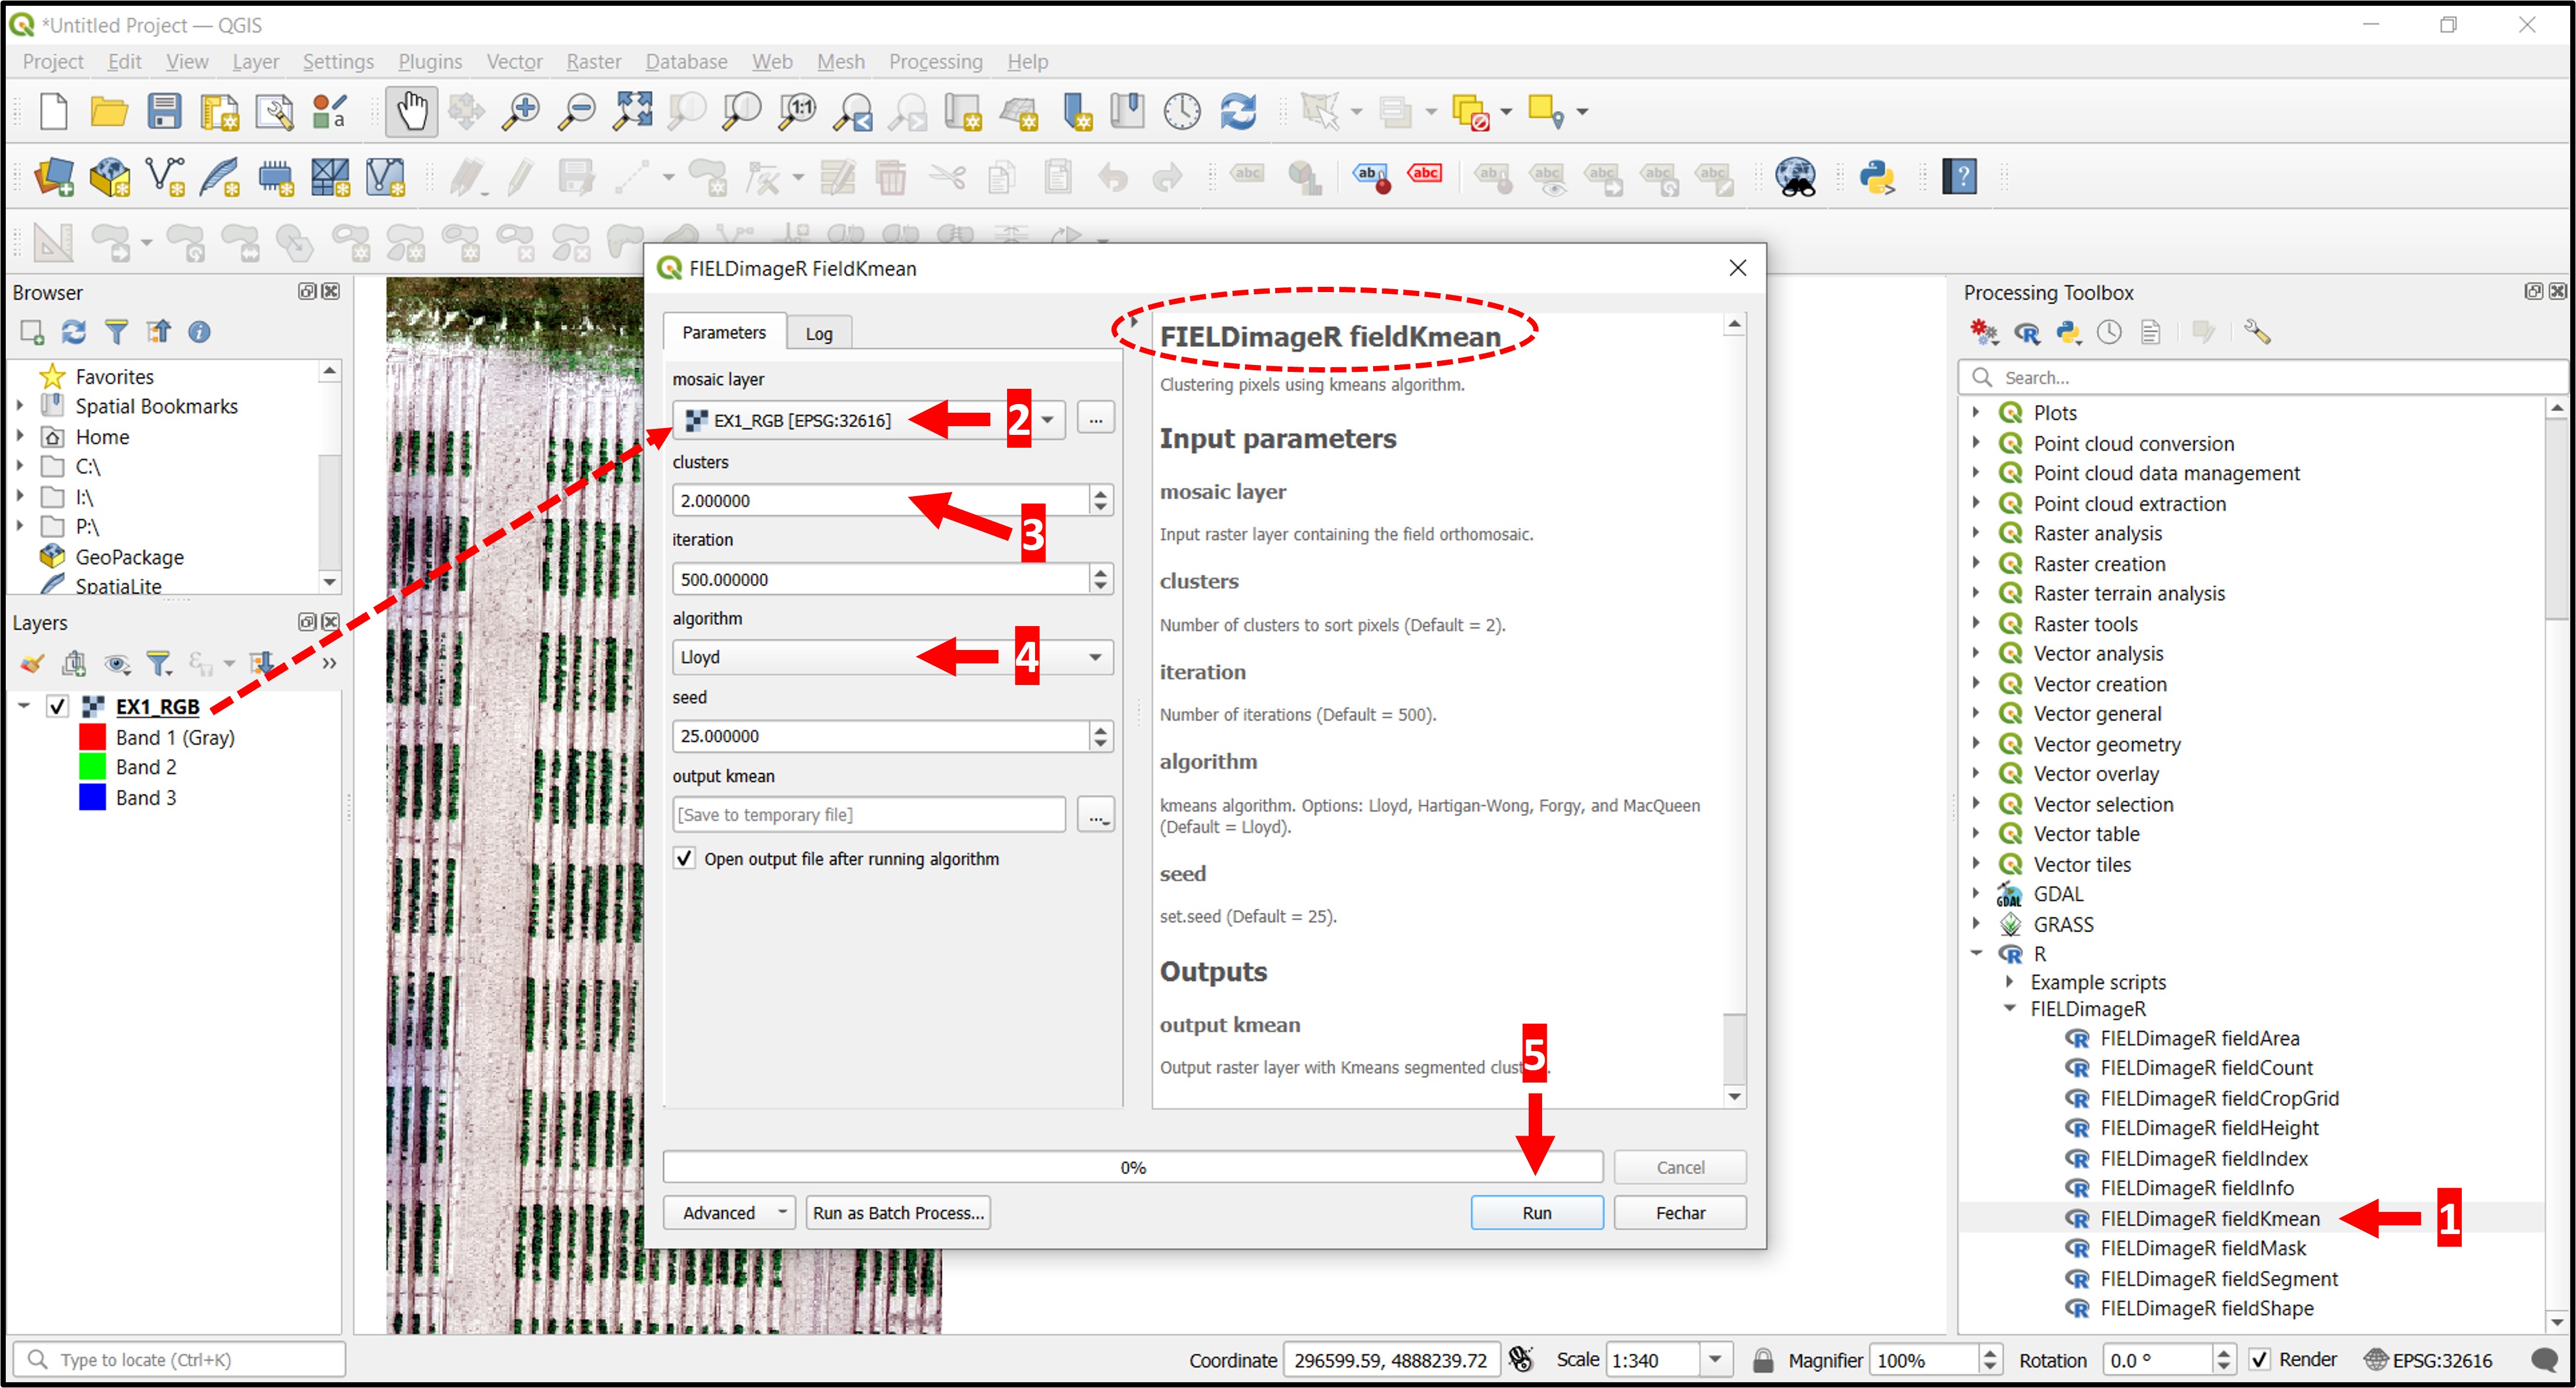 *Untitled Project — QGIS
Project Edit View Layer Settings Plugins Vector Raster Database Web Mesh Processing Help
Browser
Favorites
Spatial Bookmarks
Home
C:\
I:\
P:\
GeoPackage
SpatiaLite
Layers
EX1_RGB
Band 1 (Gray)
Band 2
Band 3
Type to locate (Ctrl+K)
FIELDimageR FieldKmean
Parameters Log
mosaic layer
EX1_RGB [EPSG:32616]
2
...
clusters
2.000000
3
iteration
500.000000
algorithm
Lloyd
4
seed
25.000000
output kmean
[Save to temporary file]
...
Open output file after running algorithm
FIELDimageR fieldKmean
Clustering pixels using kmeans algorithm.
Input parameters
mosaic layer
Input raster layer containing the field orthomosaic.
clusters
Number of clusters to sort pixels (Default = 2).
iteration
Number of iterations (Default = 500).
algorithm
kmeans algorithm. Options: Lloyd, Hartigan-Wong, Forgy, and MacQueen
(Default = Lloyd).
seed
set.seed (Default = 25).
Outputs
output kmean
Output raster layer with Kmeans segmented clust
5
0%
Cancel
Advanced
Run as Batch Process...
Run
Fechar
Processing Toolbox
Search...
Plots
Point cloud conversion
Point cloud data management
Point cloud extraction
Raster analysis
Raster creation
Raster terrain analysis
Raster tools
Vector analysis
Vector creation
Vector general
Vector geometry
Vector overlay
Vector selection
Vector table
Vector tiles
GDAL
GRASS
R
Example scripts
FIELDimageR
FIELDimageR fieldArea
FIELDimageR fieldCount
FIELDimageR fieldCropGrid
FIELDimageR fieldHeight
FIELDimageR fieldIndex
FIELDimageR fieldInfo
FIELDimageR fieldKmean
1
FIELDimageR fieldMask
FIELDimageR fieldSegment
FIELDimageR fieldShape
Coordinate 296599.59, 4888239.72 Scale 1:340 Magnifier 100% Rotation 0.0 ° Render EPSG:32616